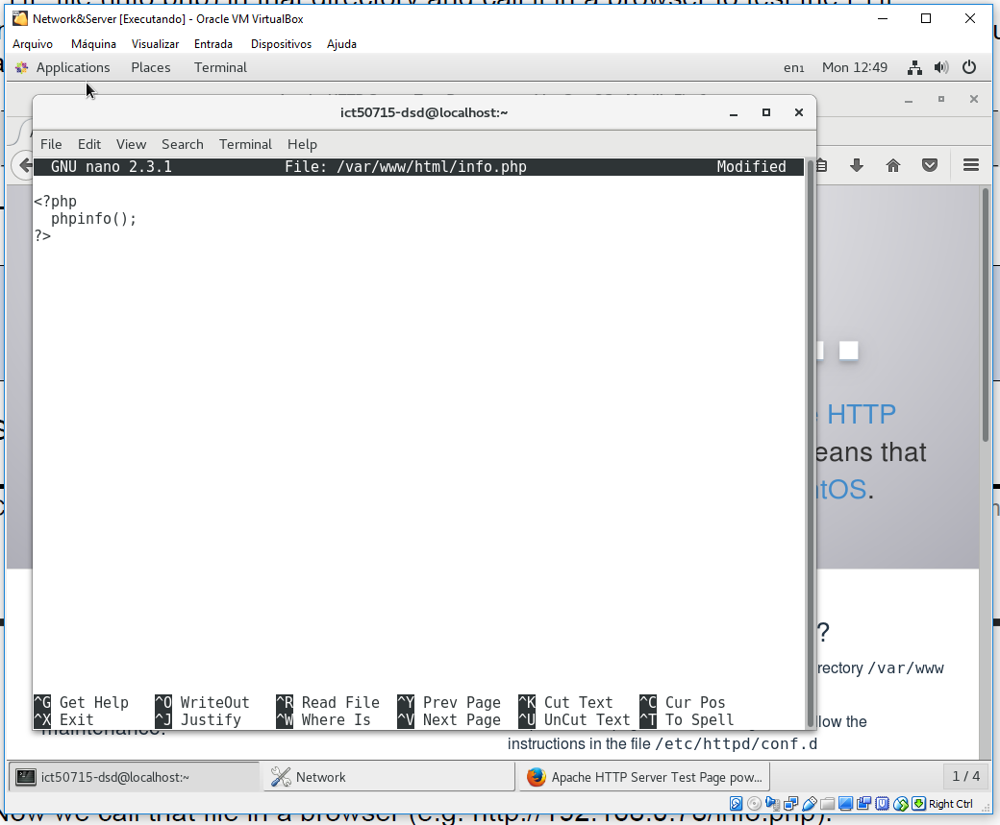 Network&Server [Executando] - Oracle VM VirtualBox
Arquivo Máquina Visualizar Entrada Dispositivos Ajuda
Applications Places Terminal en1 Mon 12:49
ict50715-dsd@localhost:~
File Edit View Search Terminal Help
GNU nano 2.3.1 File: /var/www/html/info.php Modified
<?php
phpinfo();
?>
HTTP
eans that
ntOS.
?
rectory /var/www
^G Get Help ^O WriteOut ^R Read File ^Y Prev Page ^K Cut Text ^C Cur Pos
^X Exit ^J Justify ^W Where Is ^V Next Page ^U UnCut Text ^T To Spell
llow the
maintenance.
instructions in the file /etc/httpd/conf.d
ict50715-dsd@localhost:~ Network Apache HTTP Server Test Page pow... 1 / 4
Right Ctrl
Now we call that file in a browser (e.g. http://192.168.0.78/info.php):